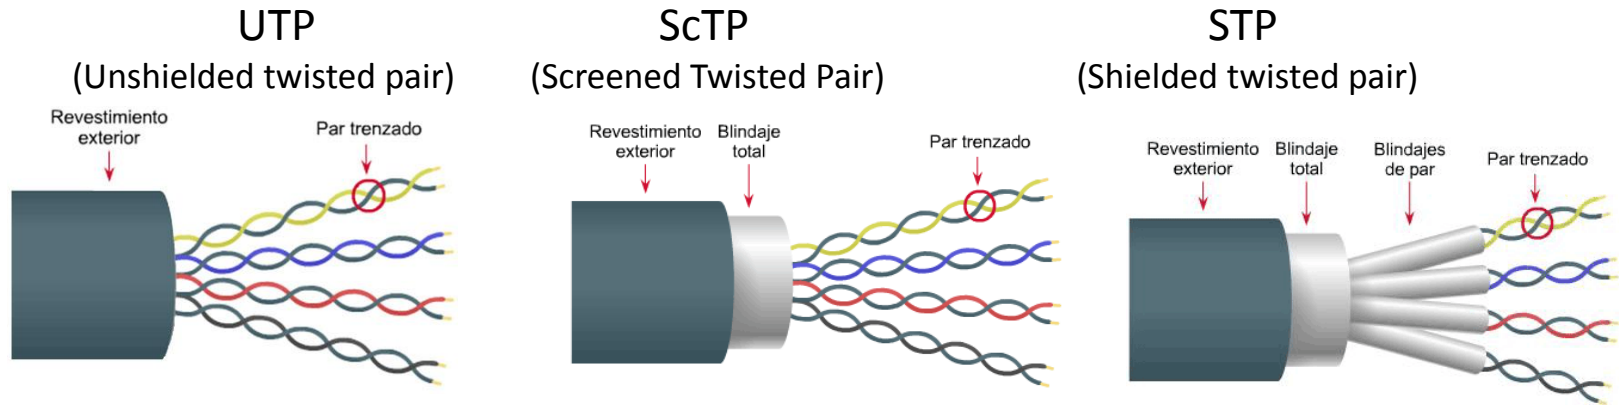 UTP
(Unshielded twisted pair)
Revestimiento
exterior
Par trenzado
ScTP
(Screened Twisted Pair)
Revestimiento
exterior
Blindaje
total
Par trenzado
STP
(Shielded twisted pair)
Revestimiento
exterior
Blindaje
total
Blindajes
de par
Par trenzado